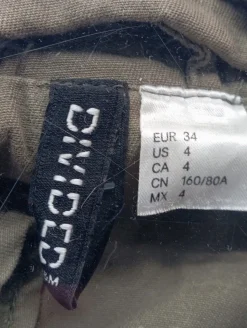 DIVIDED
EUR 34
US 4
CA 4
CN 160/80A
MX 4